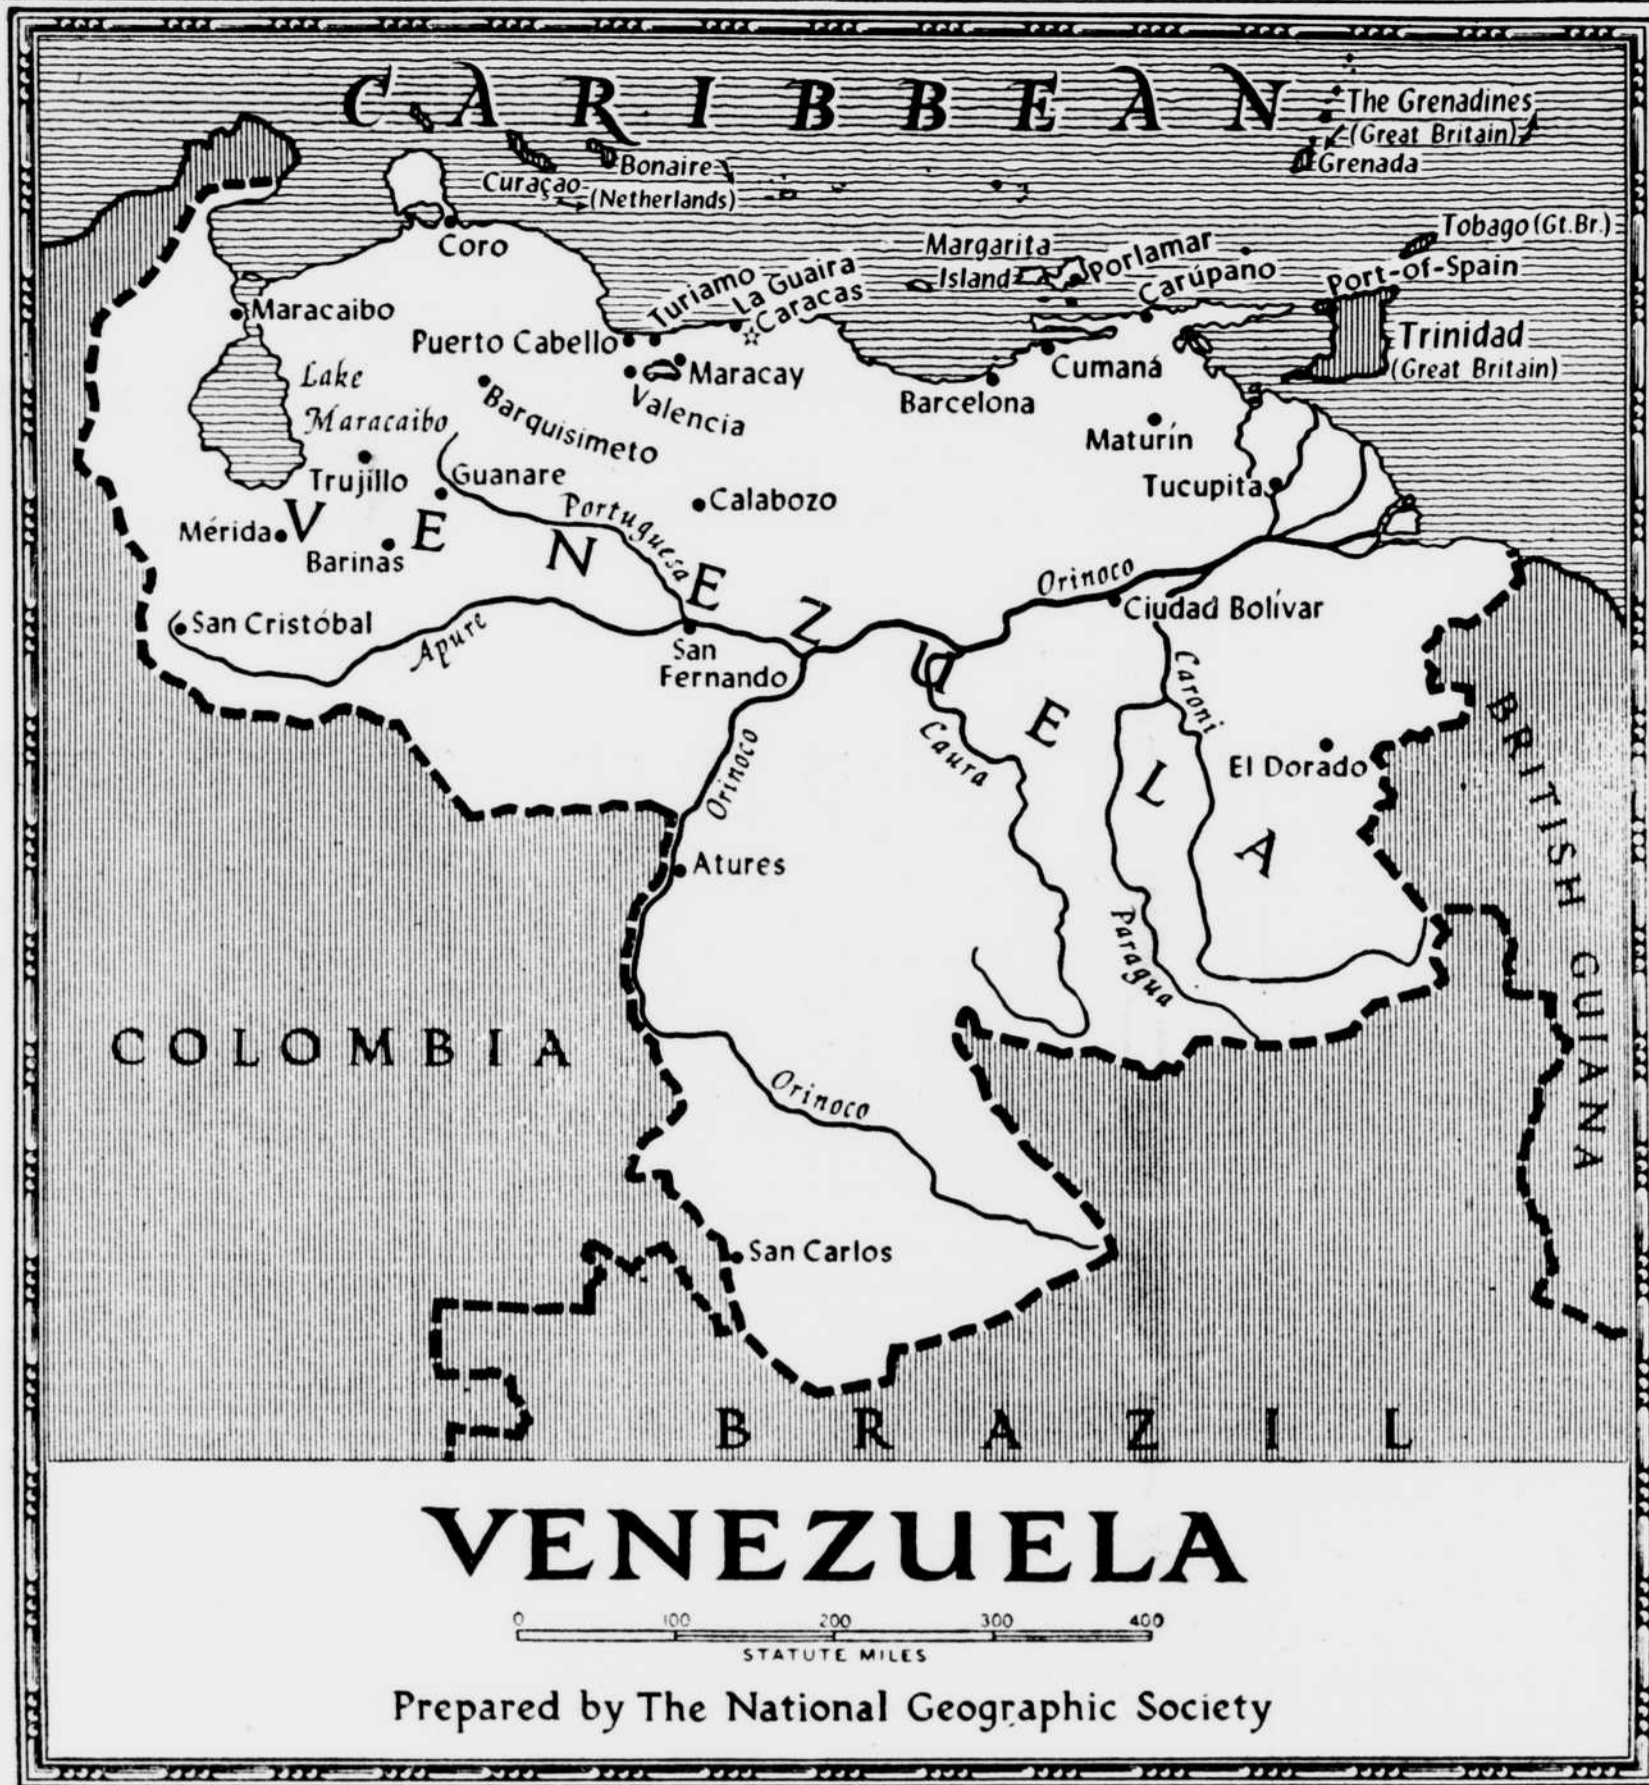 CARIBBEAN
The Grenadines
(Great Britain)
Grenada
Bonaire
Curaçao
(Netherlands)
Tobago (Gt. Br.)
Coro
Margarita
Island
Porlamar
Carúpano
Port-of-Spain
Turiamo
La Guaira
Caracas
Maracaibo
Puerto Cabello
Trinidad
(Great Britain)
Lake
Maracaibo
Maracay
Valencia
Barquisimeto
Cumaná
Barcelona
Maturín
Trujillo
Guanare
Portuguesa
Calabozo
Tucupita
Mérida
Barinas
VENEZUELA
Orinoco
Ciudad Bolívar
San Cristóbal
Apure
San
Fernando
Caroni
Orinoco
Caura
El Dorado
BRITISH GUIANA
Atures
Paragua
COLOMBIA
Orinoco
San Carlos
BRAZIL
VENEZUELA
0 100 200 300 400
STATUTE MILES
Prepared by The National Geographic Society